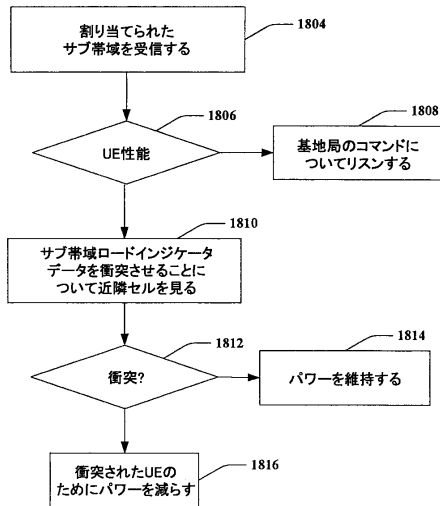 割り当てられた
サブ帯域を受信する
1804
UE性能
1806
基地局のコマンドに
ついてリスンする
1808
サブ帯域ロードインジケータ
データを衝突させることに
ついて近隣セルを見る
1810
衝突?
1812
パワーを維持する
1814
衝突されたUEの
ためにパワーを減らす
1816